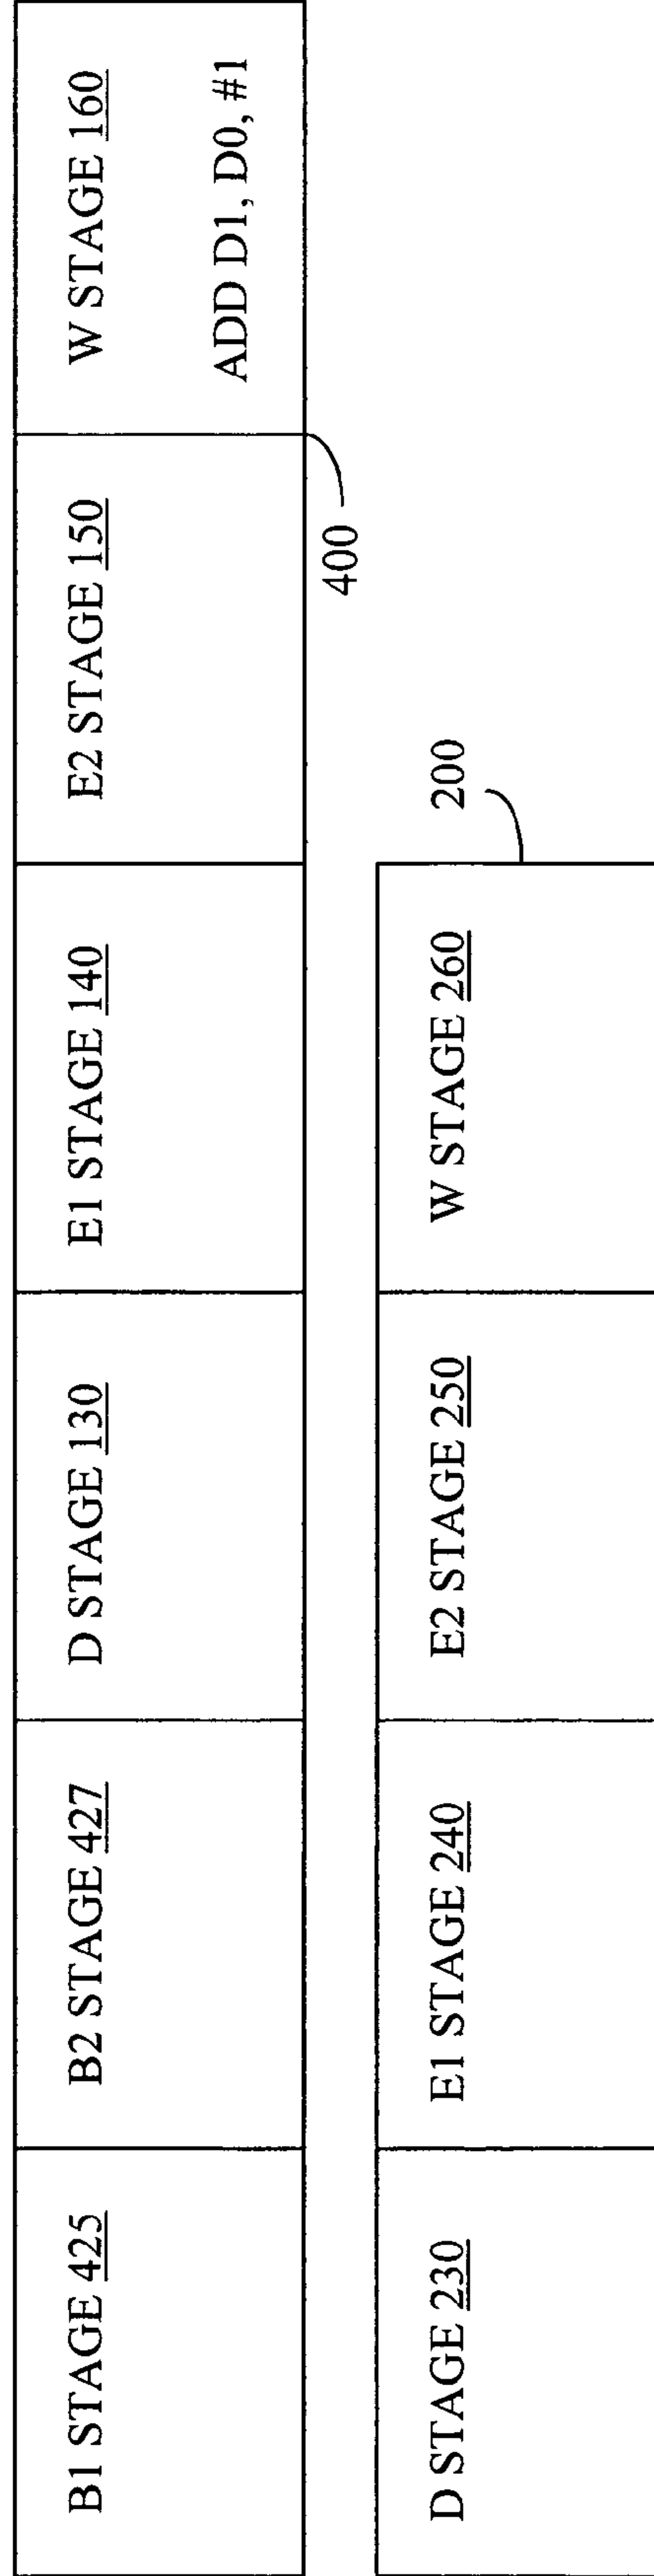 B1 STAGE 425
B2 STAGE 427
D STAGE 130
E1 STAGE 140
E2 STAGE 150
W STAGE 160
ADD D1, D0, #1
400
200
D STAGE 230
E1 STAGE 240
E2 STAGE 250
W STAGE 260